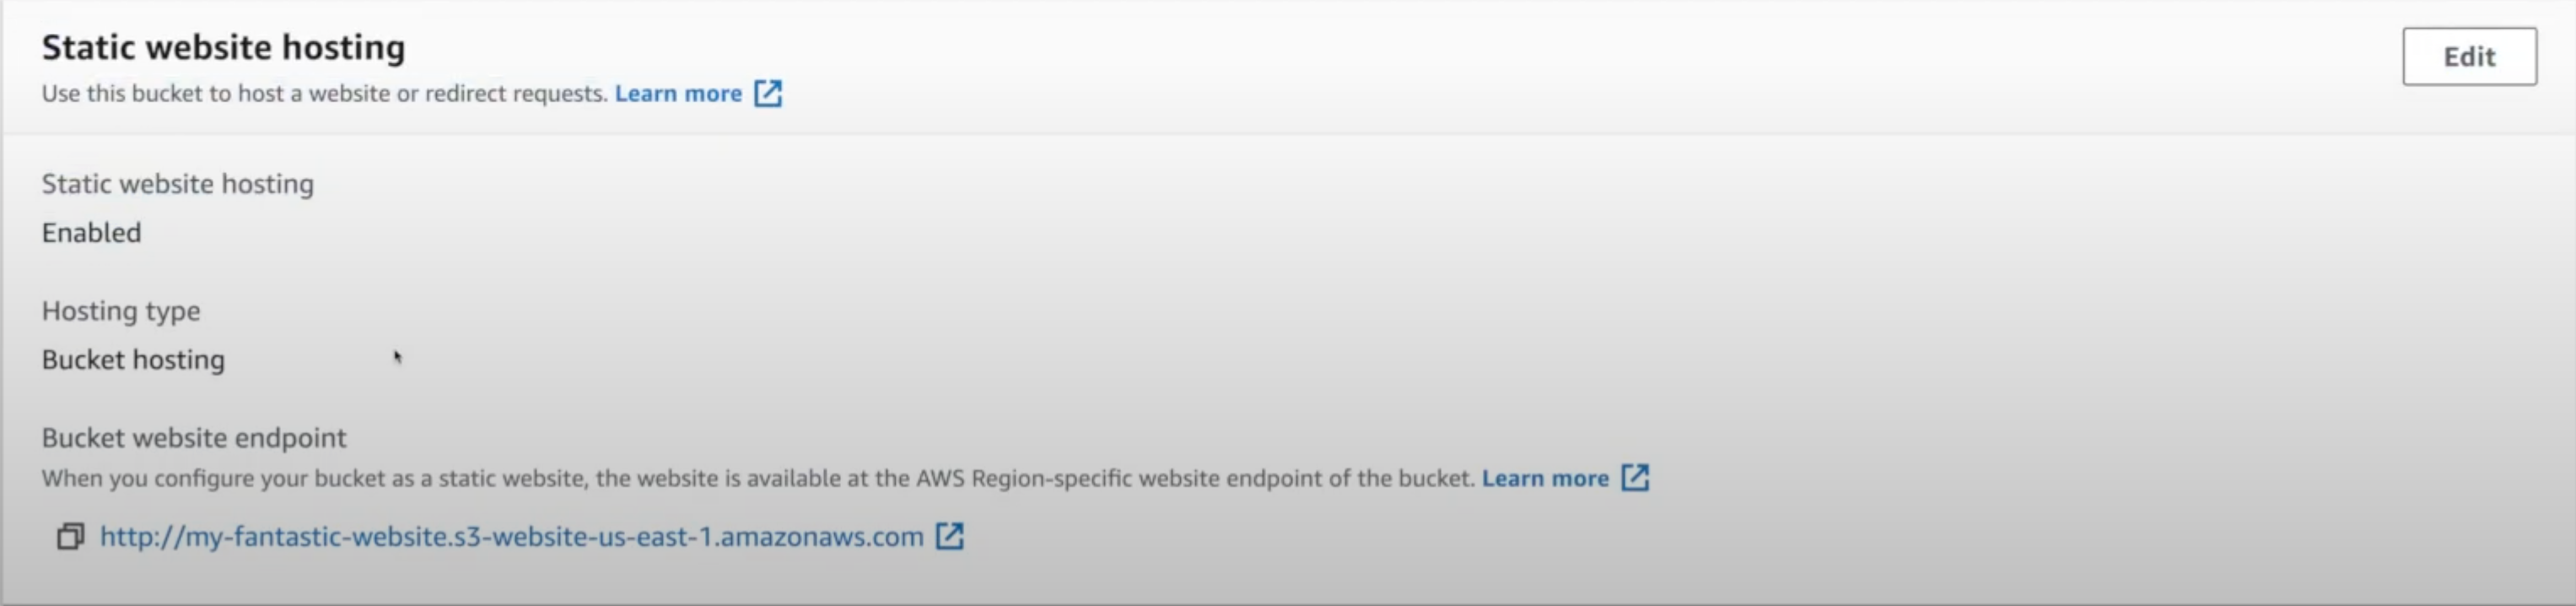 Static website hosting
Edit
Use this bucket to host a website or redirect requests. Learn more
Static website hosting
Enabled
Hosting type
Bucket hosting
Bucket website endpoint
When you configure your bucket as a static website, the website is available at the AWS Region-specific website endpoint of the bucket. Learn more
http://my-fantastic-website.s3-website-us-east-1.amazonaws.com